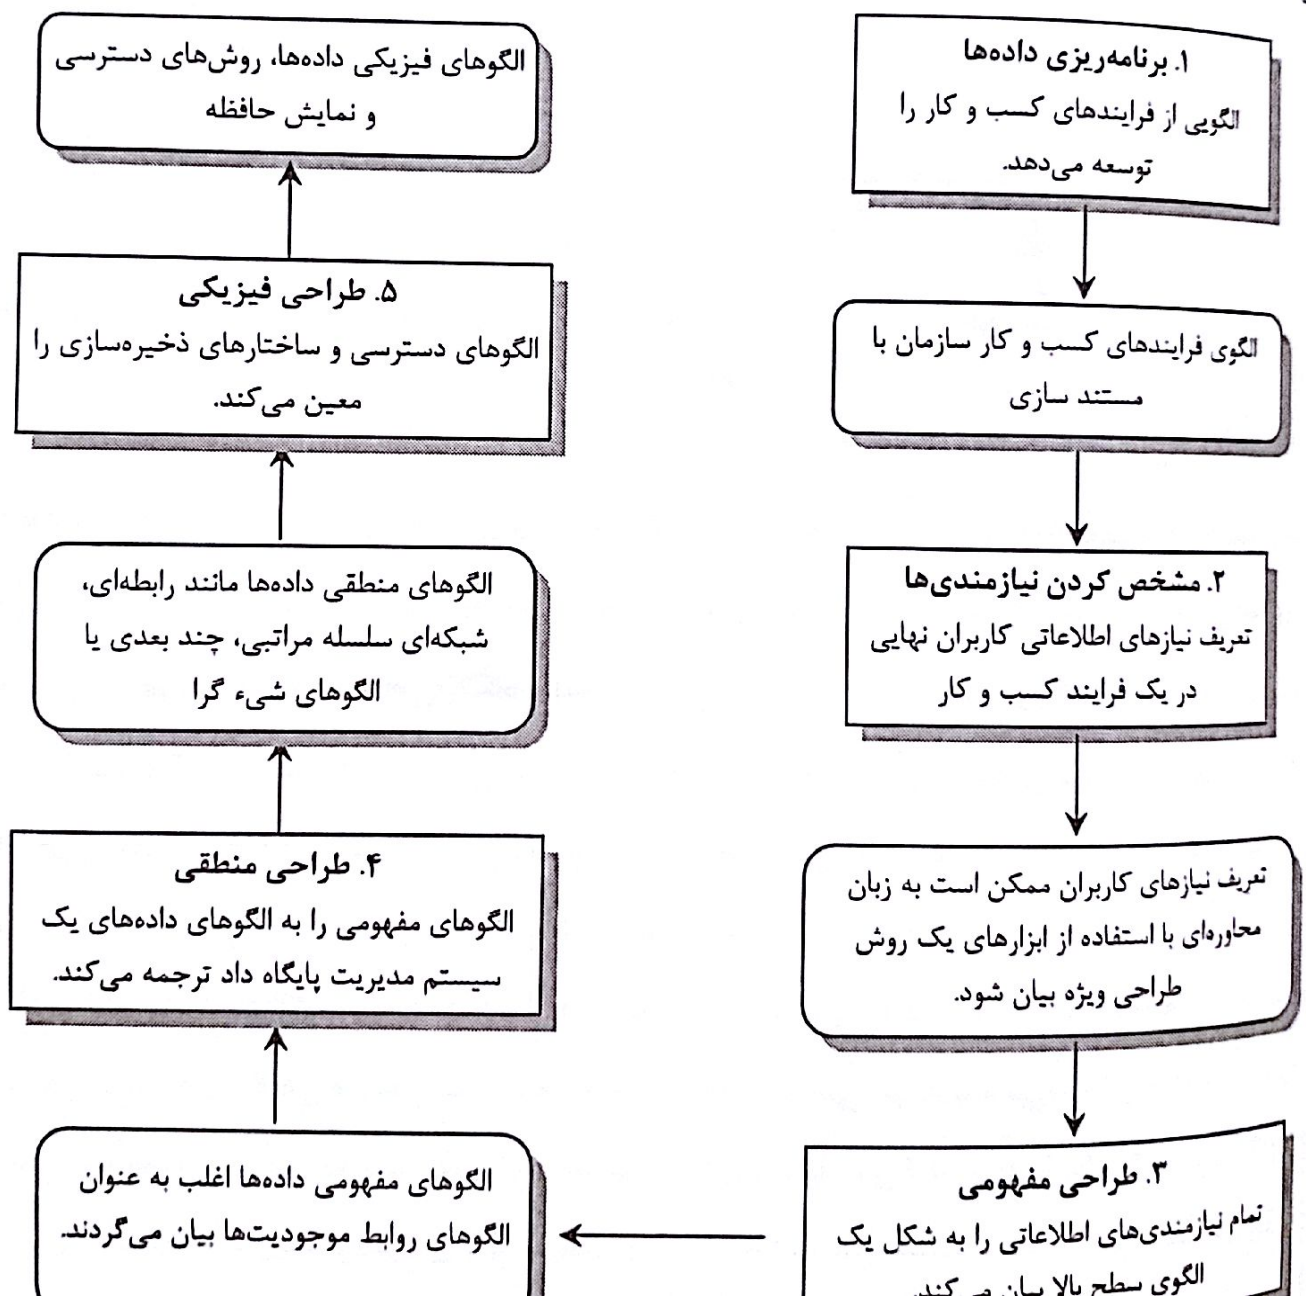 ۱. برنامه‌ریزی داده‌ها
الگویی از فرایندهای کسب و کار را
توسعه می‌دهد.
الگوی فرایندهای کسب و کار سازمان با
مستند سازی
۲. مشخص کردن نیازمندی‌ها
تعریف نیازهای اطلاعاتی کاربران نهایی
در یک فرایند کسب و کار
تعریف نیازهای کاربران ممکن است به زبان
محاوره‌ای با استفاده از ابزارهای یک روش
طراحی ویژه بیان شود.
۳. طراحی مفهومی
تمام نیازمندی‌های اطلاعاتی را به شکل یک
الگوی سطح بالا بیان می‌کند.
الگوهای مفهومی داده‌ها اغلب به عنوان
الگوهای روابط موجودیت‌ها بیان می‌گردند.
۴. طراحی منطقی
الگوهای مفهومی را به الگوهای داده‌های یک
سیستم مدیریت پایگاه داد ترجمه می‌کند.
الگوهای منطقی داده‌ها مانند رابطه‌ای،
شبکه‌ای سلسله مراتبی، چند بعدی یا
الگوهای شیء گرا
۵. طراحی فیزیکی
الگوهای دسترسی و ساختارهای ذخیره‌سازی را
معین می‌کند.
الگوهای فیزیکی داده‌ها، روش‌های دسترسی
و نمایش حافظه